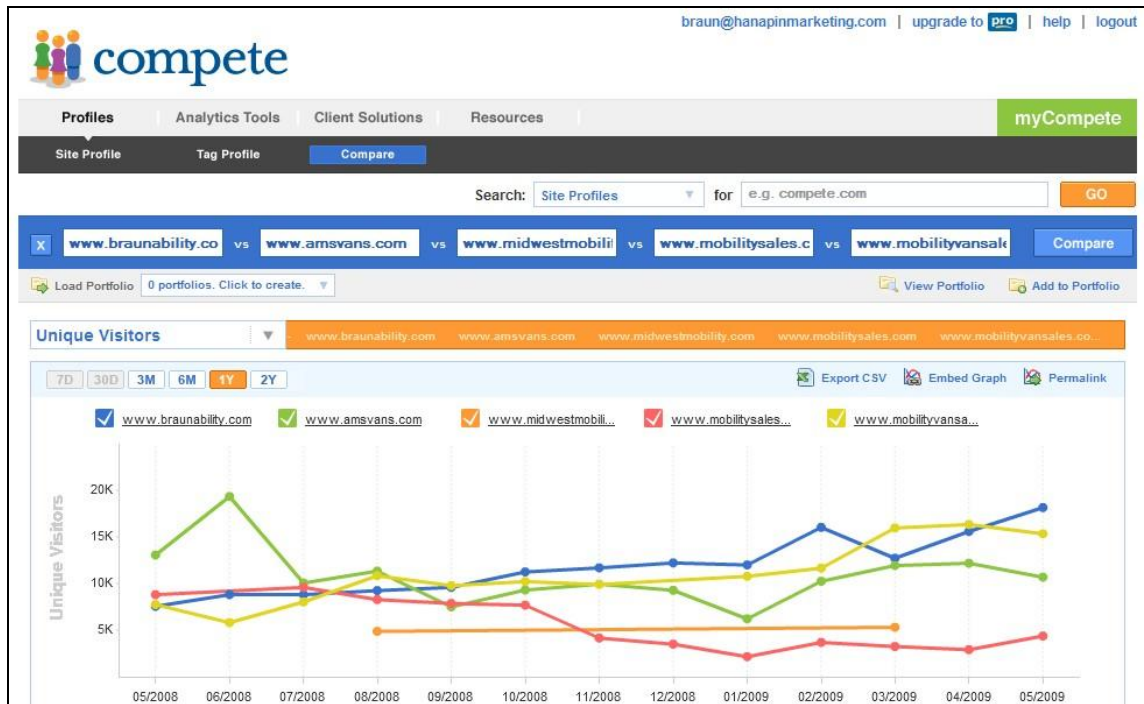 braun@hanapinmarketing.com | upgrade to pro | help | logout
compete
Profiles Analytics Tools Client Solutions Resources myCompete
Site Profile Tag Profile Compare
Search: Site Profiles for e.g. compete.com GO
X www.braunability.co vs www.amsvans.com vs www.midwestmobili vs www.mobilitysales.c vs www.mobilityvansale Compare
Load Portfolio 0 portfolios. Click to create. View Portfolio Add to Portfolio
Unique Visitors www.braunability.com www.amsvans.com www.midwestmobility.com www.mobilitysales.com www.mobilityvansales.co...
7D 30D 3M 6M 1Y 2Y Export CSV Embed Graph Permalink
www.braunability.com www.amsvans.com www.midwestmobili... www.mobilitysales... www.mobilityvansa...
Unique Visitors
20K
15K
10K
5K
05/2008 06/2008 07/2008 08/2008 09/2008 10/2008 11/2008 12/2008 01/2009 02/2009 03/2009 04/2009 05/2009